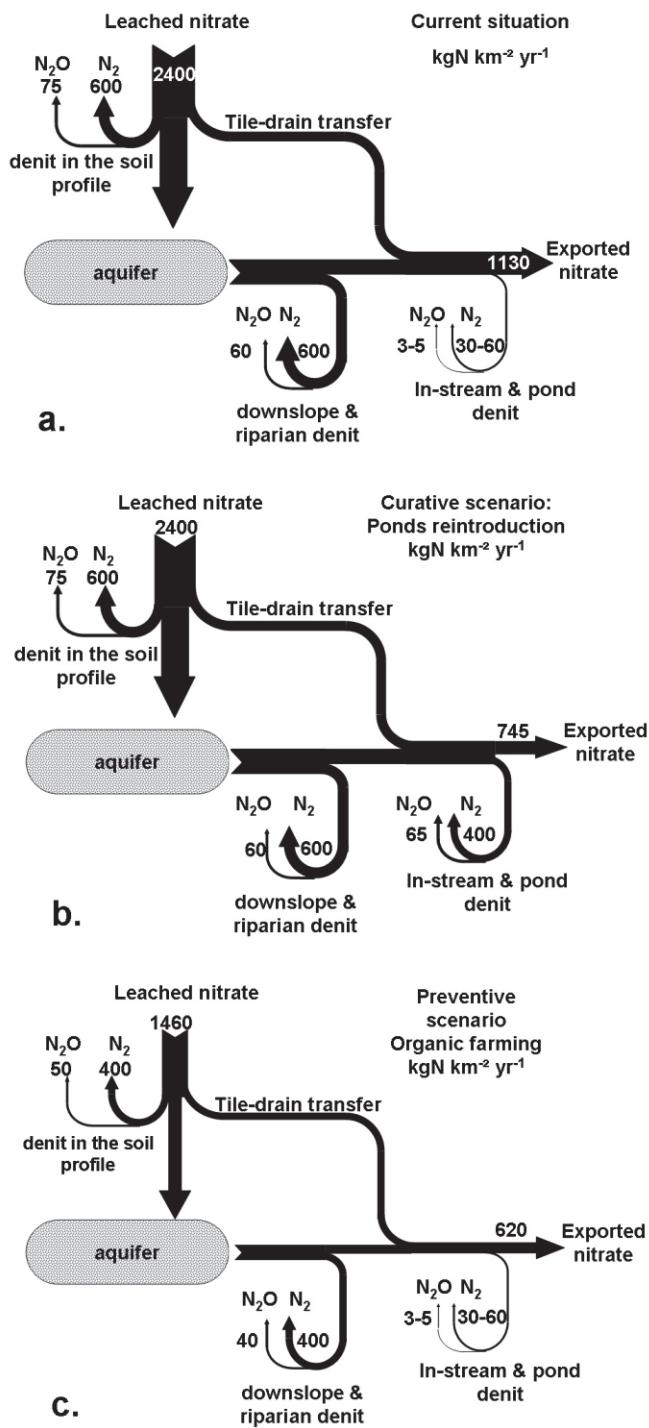 Leached nitrate
Current situation
kgN km⁻² yr⁻¹
N₂O N₂
75 600
2400
Tile-drain transfer
denit in the soil
profile
aquifer
1130
Exported
nitrate
N₂O N₂
60 600
N₂O N₂
3-5 30-60
downslope &
riparian denit
In-stream & pond
denit
a.
Leached nitrate
2400
Curative scenario:
Ponds reintroduction
kgN km⁻² yr⁻¹
N₂O N₂
75 600
Tile-drain transfer
denit in the soil
profile
aquifer
745
Exported
nitrate
N₂O N₂
60 600
N₂O N₂
65 400
downslope &
riparian denit
In-stream & pond
denit
b.
Leached nitrate
1460
Preventive
scenario
Organic farming
kgN km⁻² yr⁻¹
N₂O N₂
50 400
Tile-drain transfer
denit in the soil
profile
aquifer
620
Exported
nitrate
N₂O N₂
40 400
N₂O N₂
3-5 30-60
downslope &
riparian denit
In-stream & pond
denit
c.